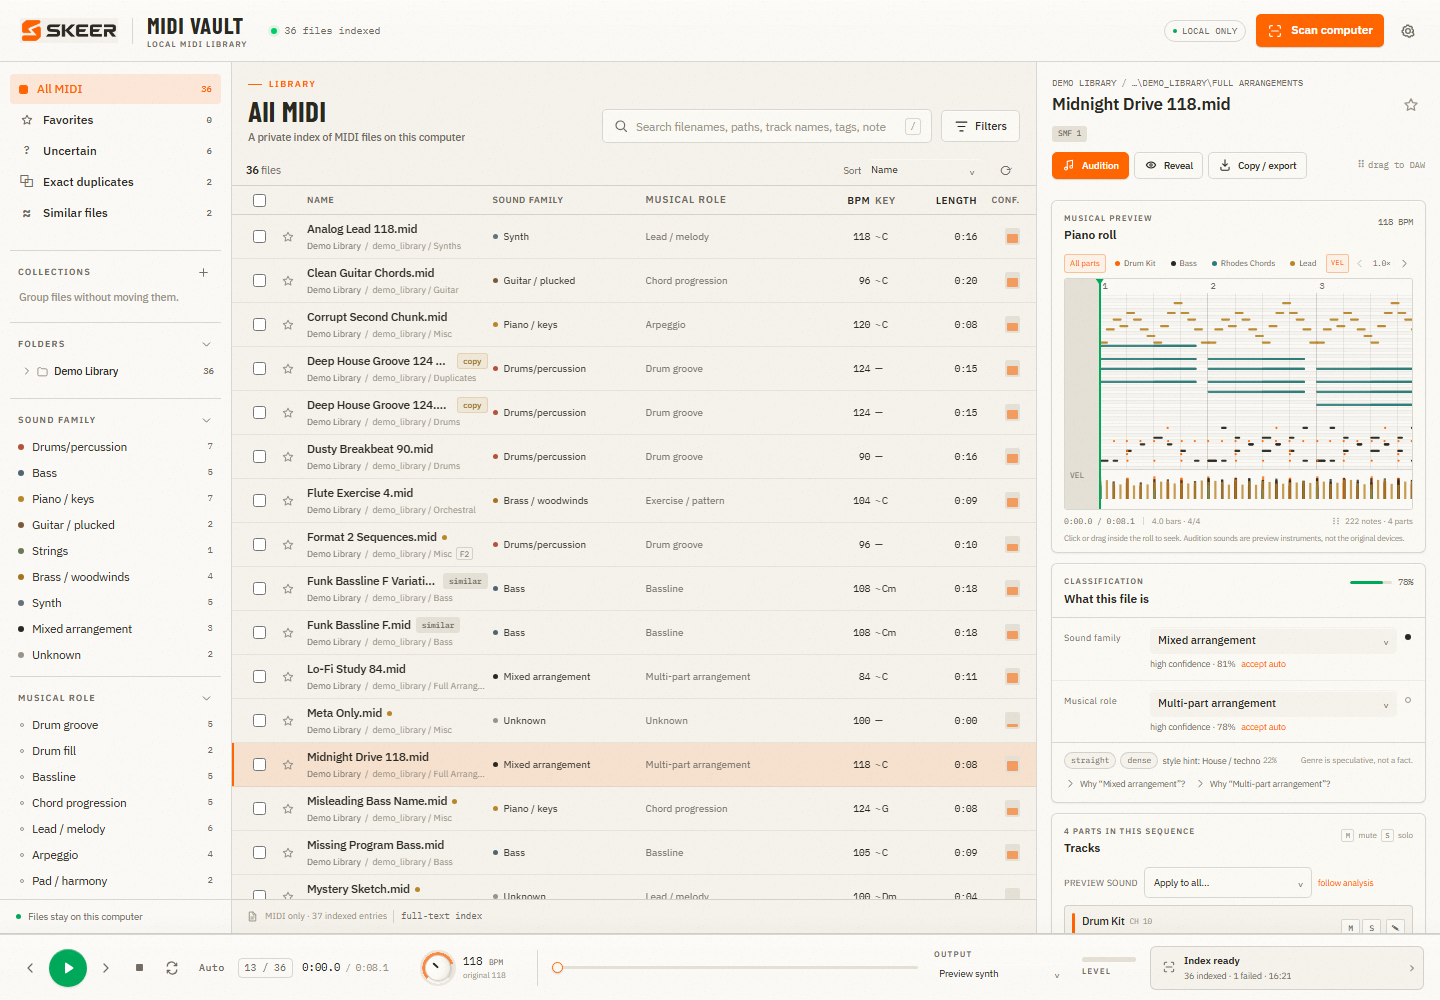 SKEER
MIDI VAULT
LOCAL MIDI LIBRARY
36 files indexed
LOCAL ONLY
Scan computer
All MIDI 36
Favorites 0
Uncertain 6
Exact duplicates 2
Similar files 2
COLLECTIONS
Group files without moving them.
FOLDERS
Demo Library 36
SOUND FAMILY
Drums/percussion 7
Bass 5
Piano / keys 7
Guitar / plucked 2
Strings 1
Brass / woodwinds 4
Synth 5
Mixed arrangement 3
Unknown 2
MUSICAL ROLE
Drum groove 5
Drum fill 2
Bassline 5
Chord progression 5
Lead / melody 6
Arpeggio 4
Pad / harmony 2
Files stay on this computer
LIBRARY
All MIDI
A private index of MIDI files on this computer
Search filenames, paths, track names, tags, note /
Filters
36 files
Sort Name
NAME SOUND FAMILY MUSICAL ROLE BPM KEY LENGTH CONF.
Analog Lead 118.mid
Demo Library / demo_library / Synths
Synth Lead / melody 118 ~C 0:16
Clean Guitar Chords.mid
Demo Library / demo_library / Guitar
Guitar / plucked Chord progression 96 ~C 0:20
Corrupt Second Chunk.mid
Demo Library / demo_library / Misc
Piano / keys Arpeggio 120 ~C 0:08
Deep House Groove 124 ... copy
Demo Library / demo_library / Duplicates
Drums/percussion Drum groove 124 — 0:15
Deep House Groove 124.... copy
Demo Library / demo_library / Drums
Drums/percussion Drum groove 124 — 0:15
Dusty Breakbeat 90.mid
Demo Library / demo_library / Drums
Drums/percussion Drum groove 90 — 0:16
Flute Exercise 4.mid
Demo Library / demo_library / Orchestral
Brass / woodwinds Exercise / pattern 104 ~C 0:09
Format 2 Sequences.mid
Demo Library / demo_library / Misc F2
Drums/percussion Drum groove 96 — 0:10
Funk Bassline F Variati... similar
Demo Library / demo_library / Bass
Bass Bassline 108 ~Cm 0:18
Funk Bassline F.mid similar
Demo Library / demo_library / Bass
Bass Bassline 108 ~Cm 0:18
Lo-Fi Study 84.mid
Demo Library / demo_library / Full Arrang...
Mixed arrangement Multi-part arrangement 84 ~C 0:11
Meta Only.mid
Demo Library / demo_library / Misc
Unknown Unknown 100 — 0:00
Midnight Drive 118.mid
Demo Library / demo_library / Full Arrang...
Mixed arrangement Multi-part arrangement 118 ~C 0:08
Misleading Bass Name.mid
Demo Library / demo_library / Misc
Piano / keys Chord progression 124 ~G 0:08
Missing Program Bass.mid
Demo Library / demo_library / Bass
Bass Bassline 105 ~C 0:09
Mystery Sketch.mid
Unknown Lead / melody 100 ~Dm 0:04
MIDI only · 37 indexed entries full-text index
DEMO LIBRARY / …\DEMO_LIBRARY\FULL ARRANGEMENTS
Midnight Drive 118.mid
SMF 1
Audition
Reveal
Copy / export
drag to DAW
MUSICAL PREVIEW
Piano roll
118 BPM
All parts Drum Kit Bass Rhodes Chords Lead VEL 1.0×
1 2 3
VEL
0:00.0 / 0:08.1 4.0 bars · 4/4 222 notes · 4 parts
Click or drag inside the roll to seek. Audition sounds are preview instruments, not the original devices.
CLASSIFICATION
What this file is
78%
Sound family Mixed arrangement
high confidence · 81% accept auto
Musical role Multi-part arrangement
high confidence · 78% accept auto
straight dense style hint: House / techno 22% Genre is speculative, not a fact.
Why "Mixed arrangement"? Why "Multi-part arrangement"?
4 PARTS IN THIS SEQUENCE
Tracks
M mute S solo
PREVIEW SOUND Apply to all... follow analysis
Drum Kit CH 10 M S
Auto 13 / 36 0:00.0 / 0:08.1
118 BPM
original 118
OUTPUT
Preview synth
LEVEL
Index ready
36 indexed · 1 failed · 16:21